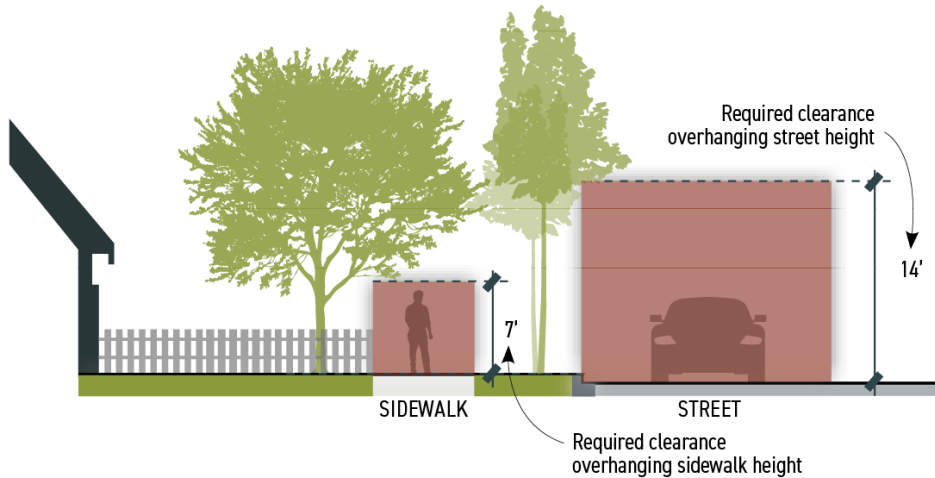 Required clearance
overhanging street height
14'
7'
SIDEWALK
STREET
Required clearance
overhanging sidewalk height